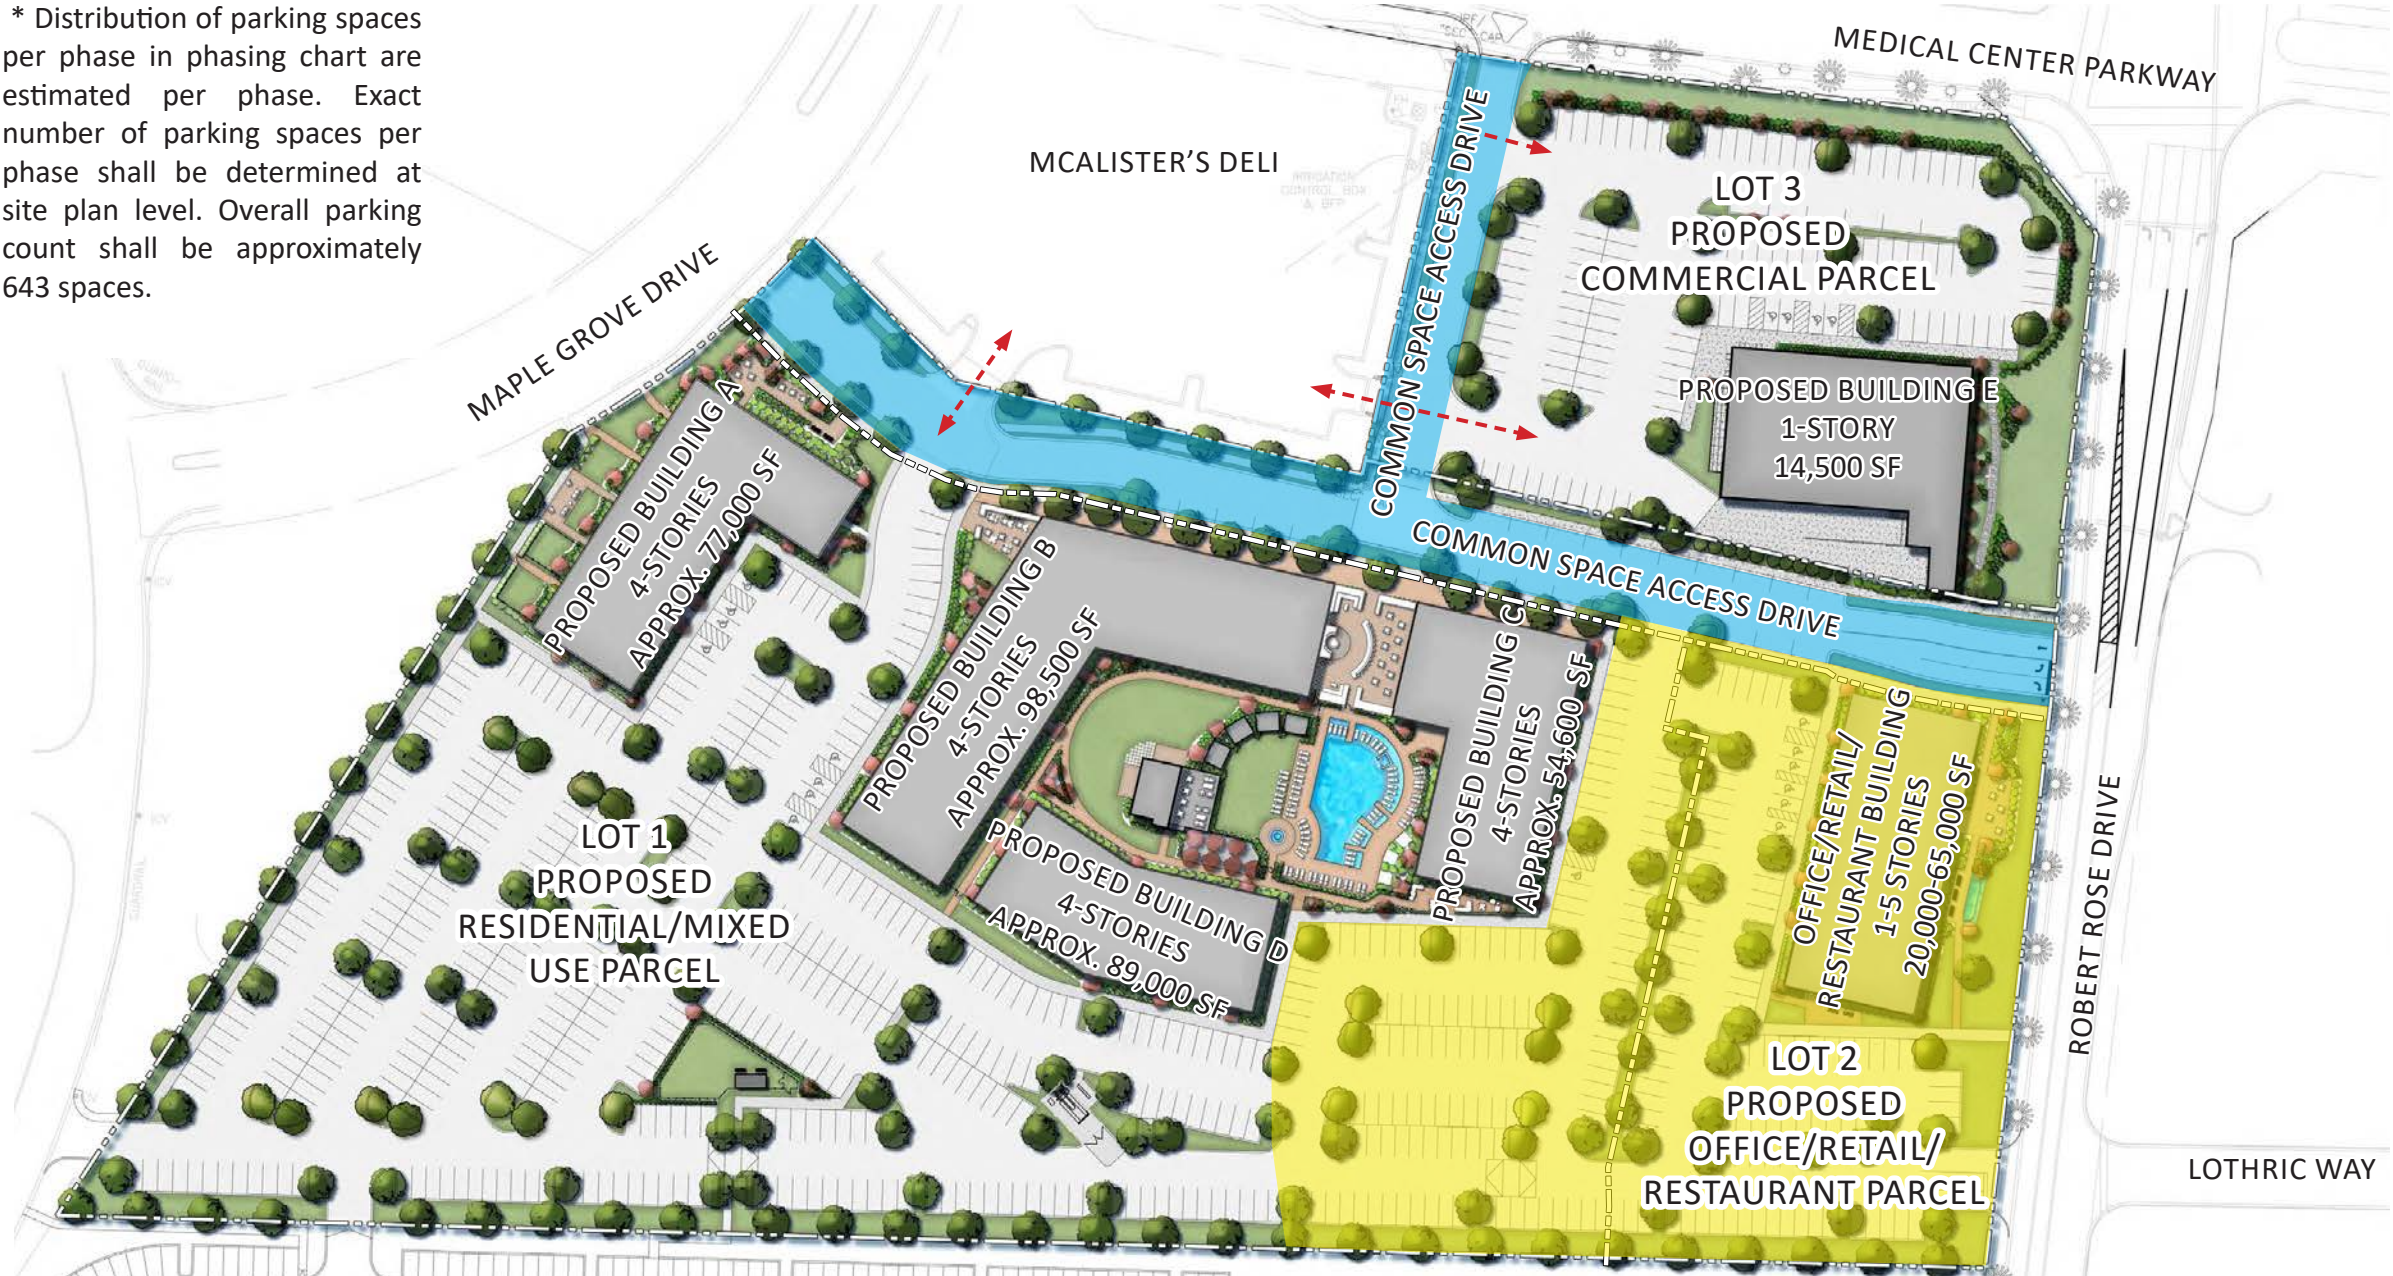 * Distribution of parking spaces
per phase in phasing chart are
estimated per phase. Exact
number of parking spaces per
phase shall be determined at
site plan level. Overall parking
count shall be approximately
643 spaces.
MEDICAL CENTER PARKWAY
MCALISTER'S DELI
IRRIGATION
CONTROL BOX
& BFP
MAPLE GROVE DRIVE
COMMON SPACE ACCESS DRIVE
LOT 3
PROPOSED
COMMERCIAL PARCEL
PROPOSED BUILDING E
1-STORY
14,500 SF
COMMON SPACE ACCESS DRIVE
PROPOSED BUILDING A
4-STORIES
APPROX. 77,000 SF
PROPOSED BUILDING B
4-STORIES
APPROX. 98,500 SF
PROPOSED BUILDING C
4-STORIES
APPROX. 54,600 SF
PROPOSED BUILDING D
4-STORIES
APPROX. 89,000 SF
OFFICE/RETAIL/
RESTAURANT BUILDING
1-5 STORIES
20,000-65,000 SF
LOT 1
PROPOSED
RESIDENTIAL/MIXED
USE PARCEL
LOT 2
PROPOSED
OFFICE/RETAIL/
RESTAURANT PARCEL
ROBERT ROSE DRIVE
LOTHRIC WAY